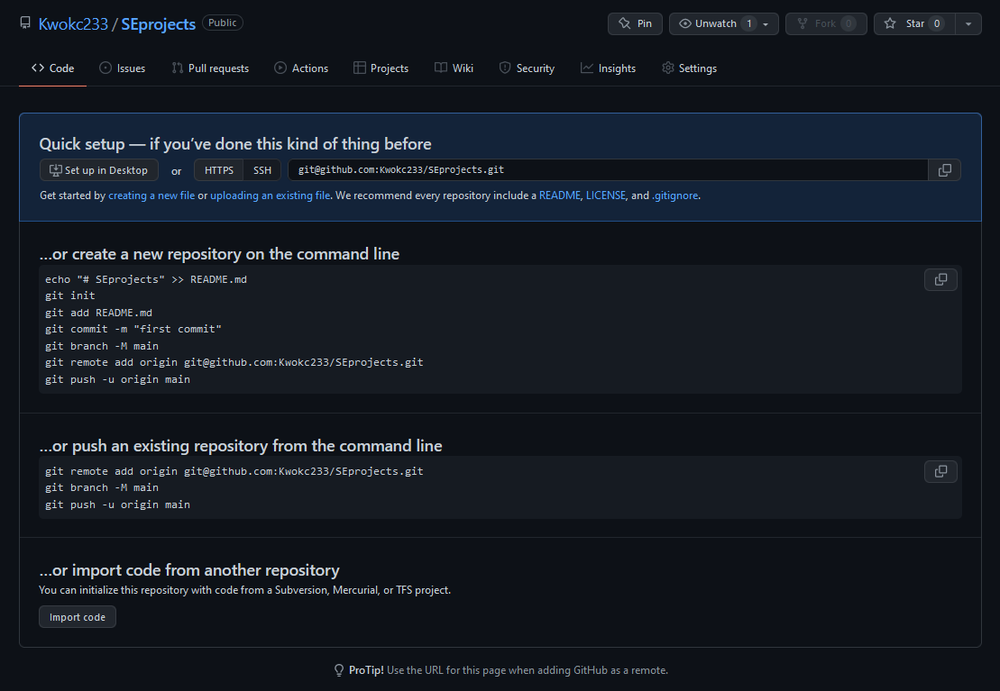 Kwokc233 / SEprojects Public Pin Unwatch 1 Fork 0 Star 0
Code Issues Pull requests Actions Projects Wiki Security Insights Settings
Quick setup — if you’ve done this kind of thing before
Set up in Desktop or HTTPS SSH git@github.com:Kwokc233/SEprojects.git
Get started by creating a new file or uploading an existing file. We recommend every repository include a README, LICENSE, and .gitignore.
…or create a new repository on the command line
echo "# SEprojects" >> README.md
git init
git add README.md
git commit -m "first commit"
git branch -M main
git remote add origin git@github.com:Kwokc233/SEprojects.git
git push -u origin main
…or push an existing repository from the command line
git remote add origin git@github.com:Kwokc233/SEprojects.git
git branch -M main
git push -u origin main
…or import code from another repository
You can initialize this repository with code from a Subversion, Mercurial, or TFS project.
Import code
ProTip! Use the URL for this page when adding GitHub as a remote.